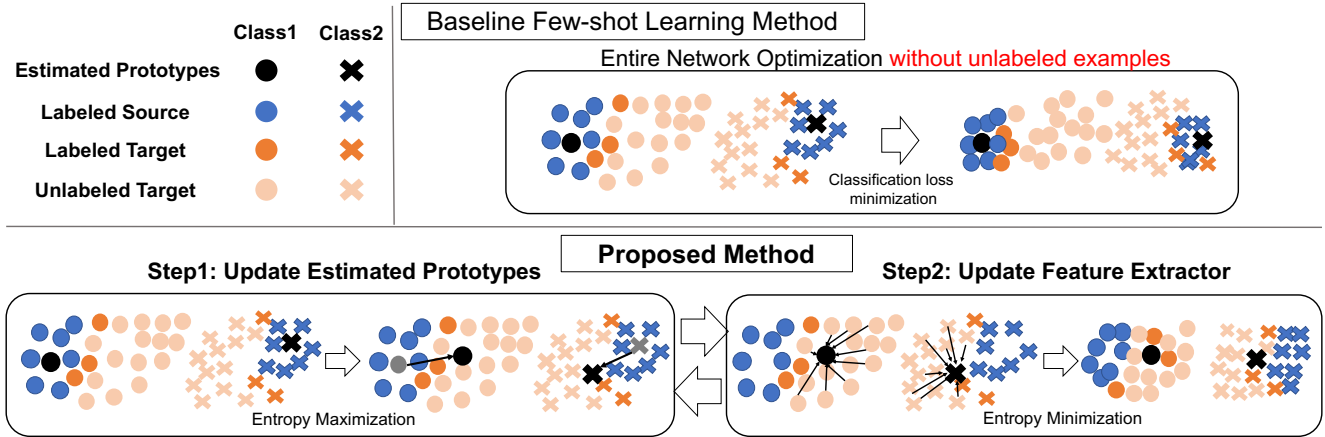 Class1 Class2
Estimated Prototypes
Labeled Source
Labeled Target
Unlabeled Target
Baseline Few-shot Learning Method
Entire Network Optimization without unlabeled examples
Classification loss
minimization
Proposed Method
Step1: Update Estimated Prototypes
Step2: Update Feature Extractor
Entropy Maximization
Entropy Minimization